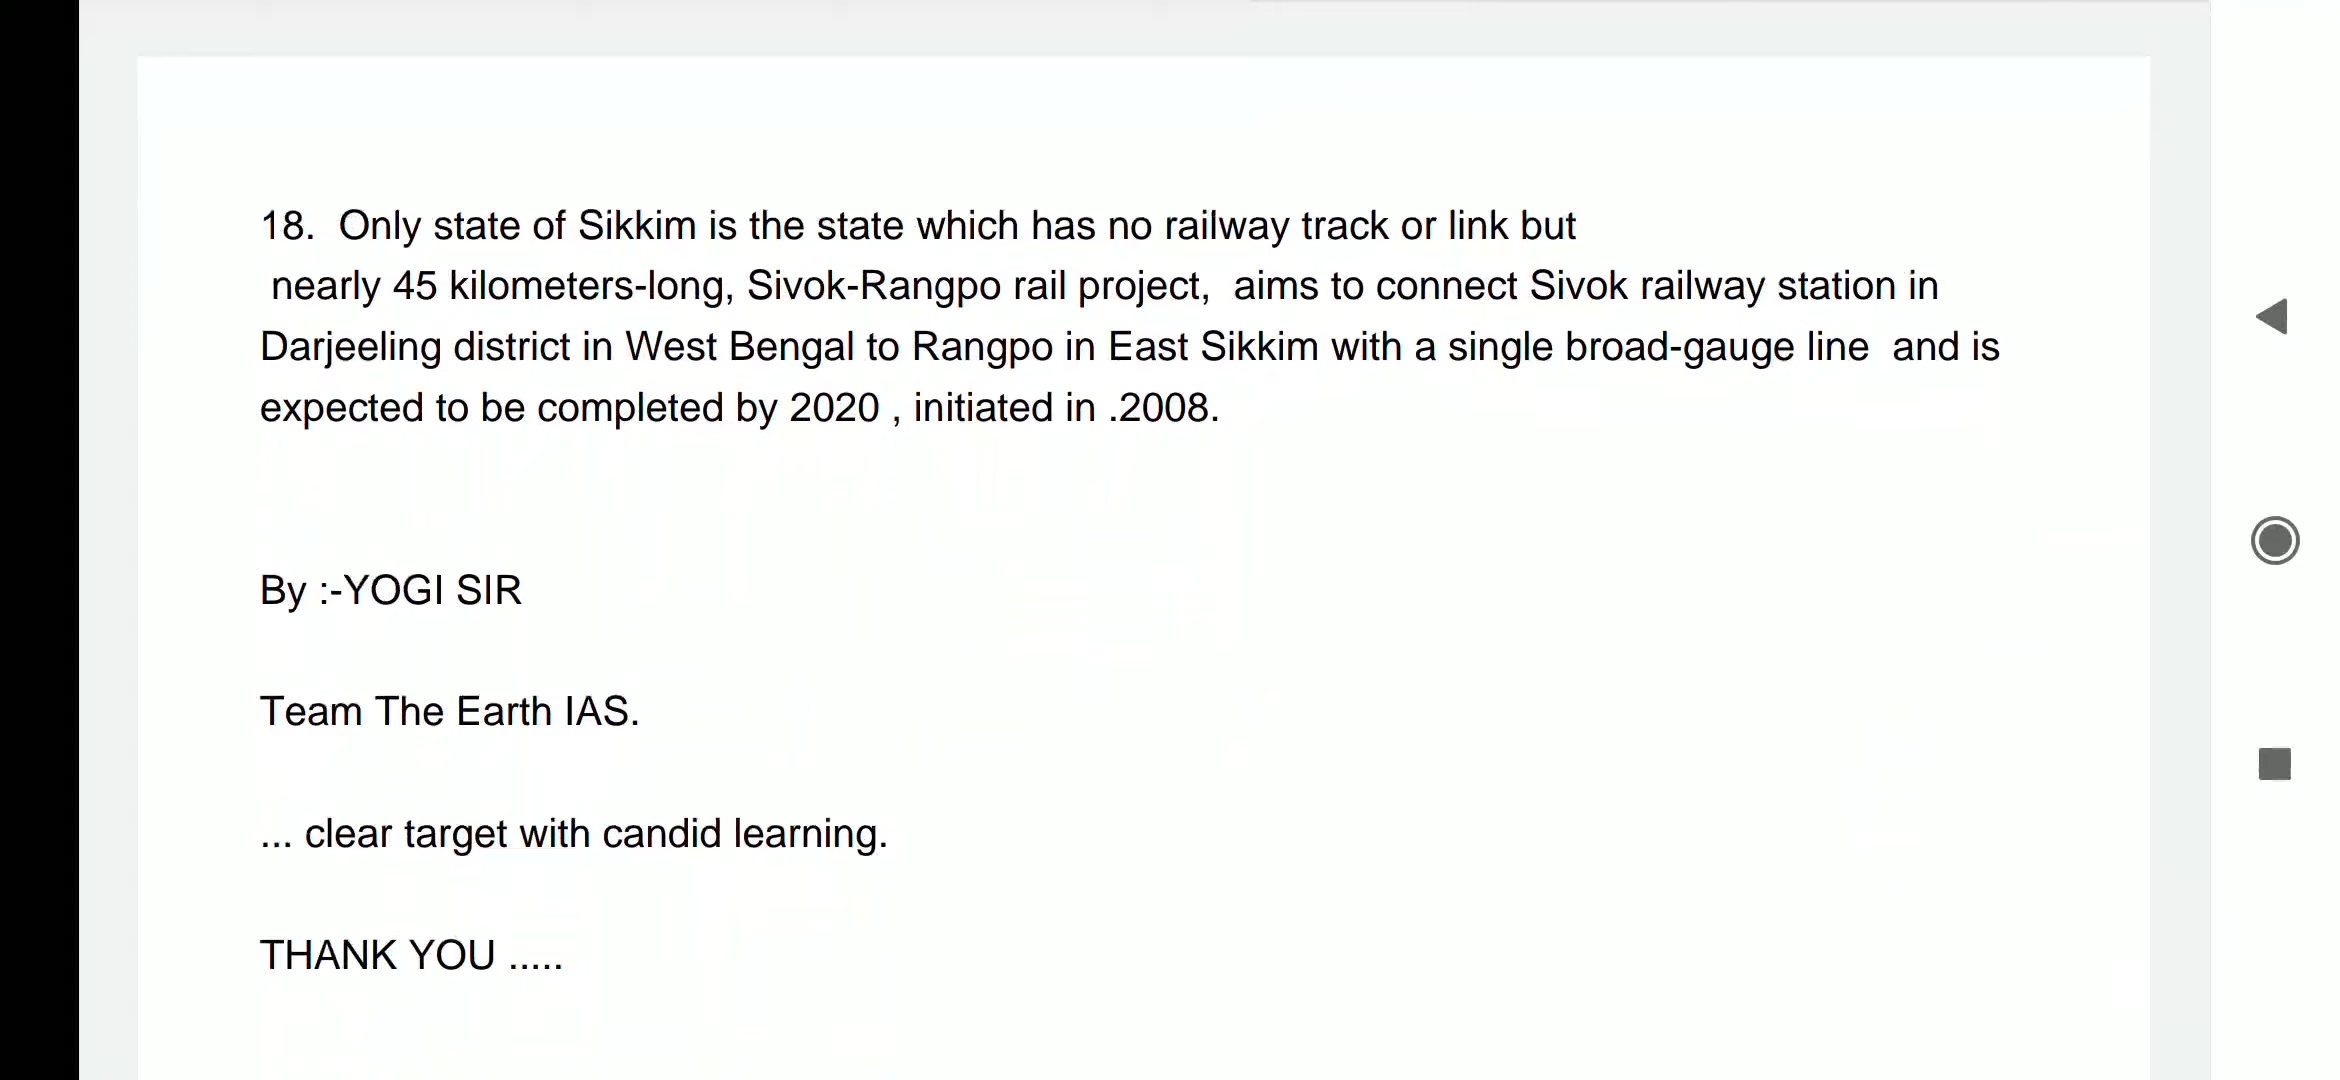 18.  Only state of Sikkim is the state which has no railway track or link but
nearly 45 kilometers-long, Sivok-Rangpo rail project,  aims to connect Sivok railway station in
Darjeeling district in West Bengal to Rangpo in East Sikkim with a single broad-gauge line  and is
expected to be completed by 2020 , initiated in .2008.
By :-YOGI SIR
Team The Earth IAS.
... clear target with candid learning.
THANK YOU .....